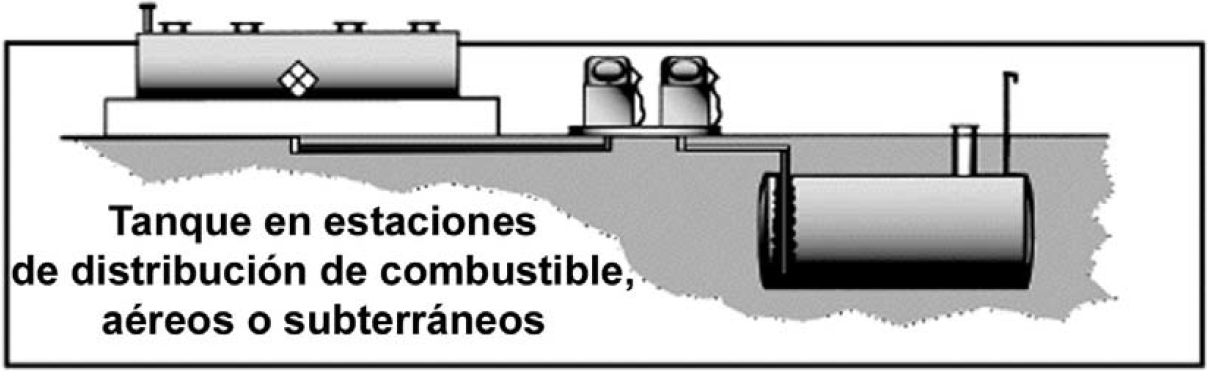 Tanque en estaciones
de distribución de combustible,
aéreos o subterráneos